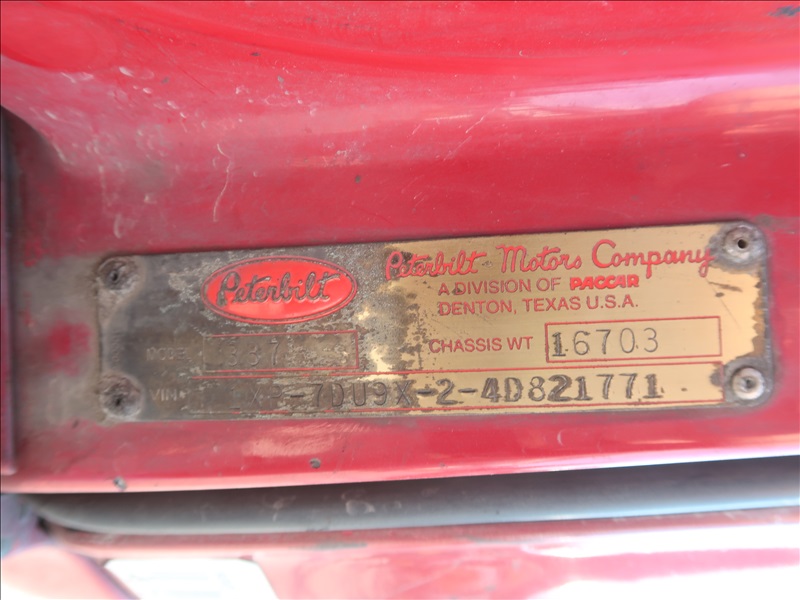 Peterbilt
Peterbilt Motors Company
A DIVISION OF PACCAR
DENTON, TEXAS U.S.A.
MODEL
CHASSIS WT 16703
VIN 7DU9X-2-4D821771